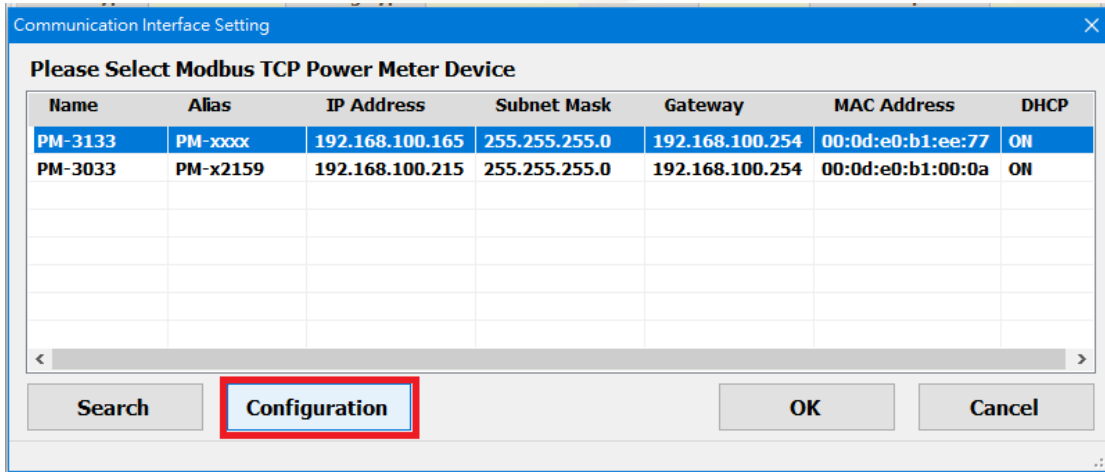 Communication Interface Setting
Please Select Modbus TCP Power Meter Device
Name Alias IP Address Subnet Mask Gateway MAC Address DHCP
PM-3133 PM-xxxx 192.168.100.165 255.255.255.0 192.168.100.254 00:0d:e0:b1:ee:77 ON
PM-3033 PM-x2159 192.168.100.215 255.255.255.0 192.168.100.254 00:0d:e0:b1:00:0a ON
Search Configuration OK Cancel